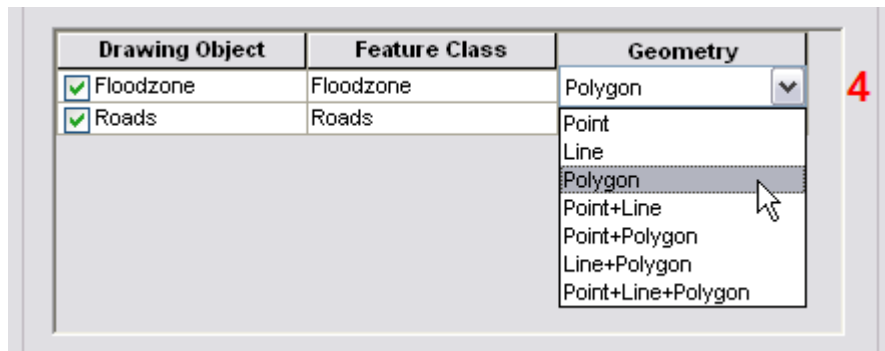 Drawing Object Feature Class Geometry
Floodzone Floodzone Polygon 4
Roads Roads
Point
Line
Polygon
Point+Line
Point+Polygon
Line+Polygon
Point+Line+Polygon